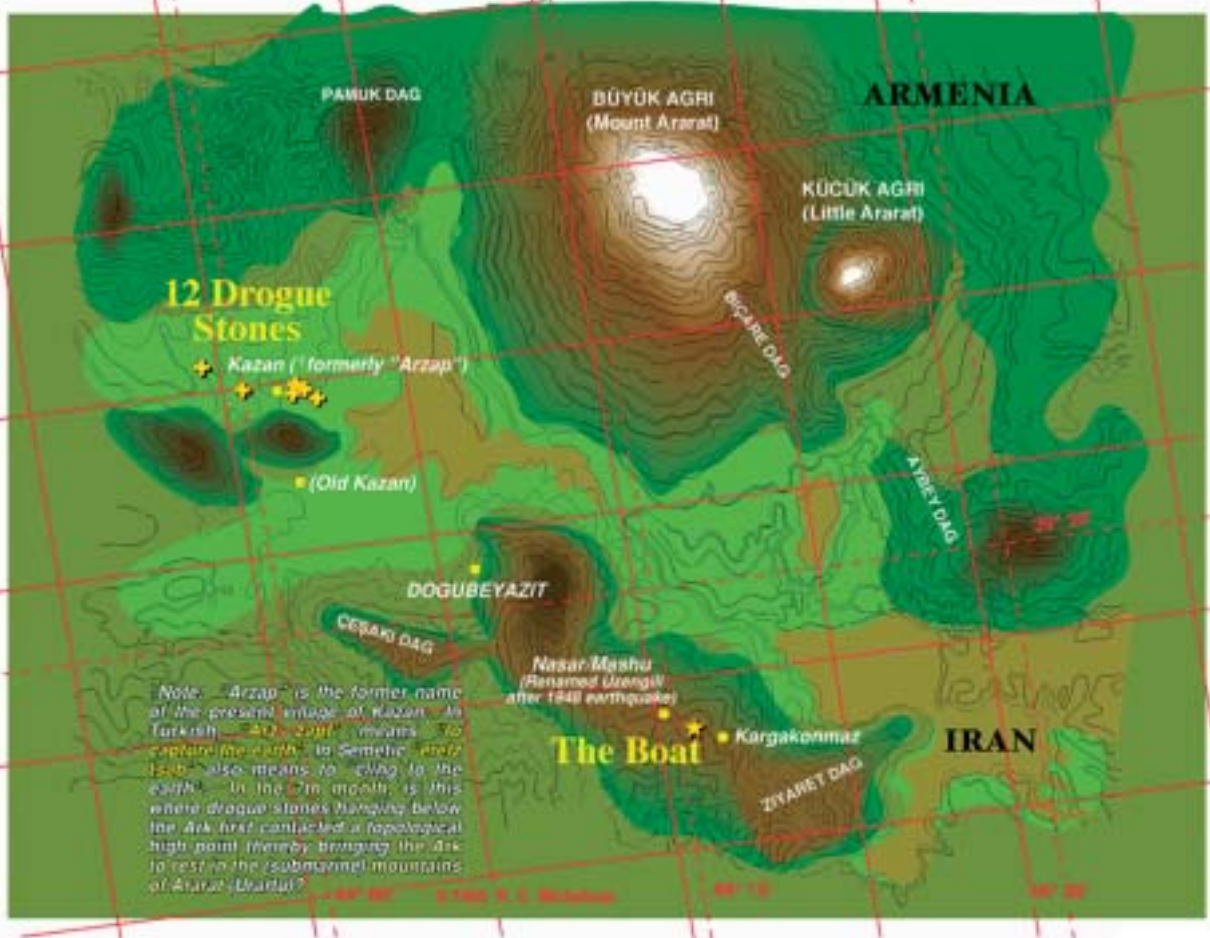 PAMUK DAG
BÜYÜK AGRI
(Mount Ararat)
ARMENIA
KÜCÜK AGRI
(Little Ararat)
12 Drogue
Stones
BIÇARE DAG
Kazan (formerly "Arzap")
(Old Kazan)
AYBEY DAG
DOGUBEYAZIT
ÇEŞAKI DAG
Nasar/Mashu
(Renamed Üzengili
after 1948 earthquake)
The Boat
Kargakonmaz
IRAN
ZIYARET DAG
Note: "Arzap" is the former name
of the present village of Kazan. In
Turkish, means "to
capture the earth." In Semetic "eretz
also means to "cling to the
earth". In the 7th month, is this
where drogue stones hanging below
the Ark first contacted a topological
high point thereby bringing the Ark
to rest in the (submarine) mountains
of Ararat (Urartu)?